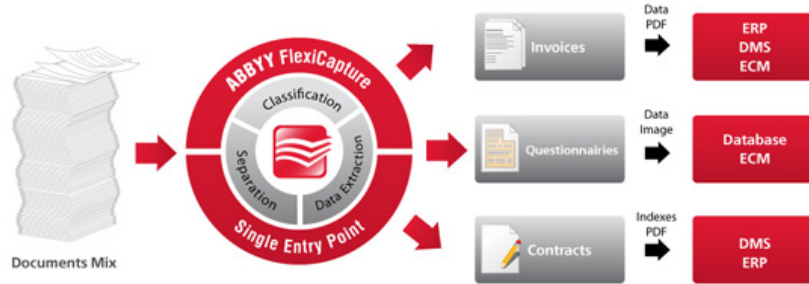 Documents Mix
ABBYY FlexiCapture
Classification
Separation
Data Extraction
Single Entry Point
Invoices
Data
PDF
ERP
DMS
ECM
Questionnairies
Data
Image
Database
ECM
Contracts
Indexes
PDF
DMS
ERP